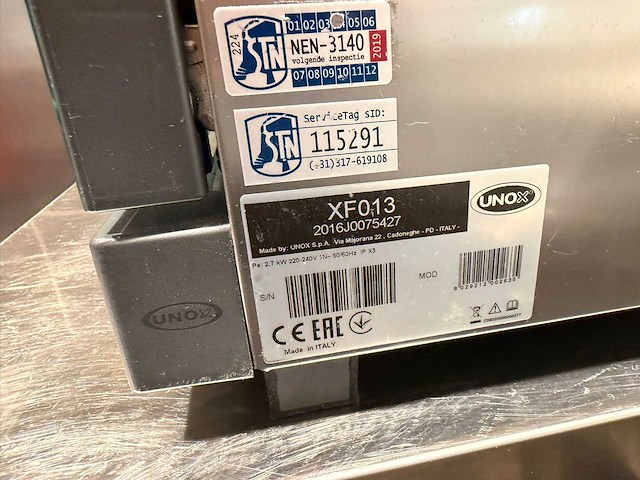 224
01 02 03 05 06
STN
NEN-3140
volgende inspectie
2019
07 08 09 10 11 12
STN
ServiceTag sID:
115291
(+31)317-619108
XF013
2016J0075427
UNOX
Made by: UNOX S.p.A. Via Majorana 22 , Cadoneghe - PD - ITALY -
2.7 kW 220-240V 1N~ 50/60Hz IP X3
S/N
MOD
CE EAC
Made in ITALY
UNOX